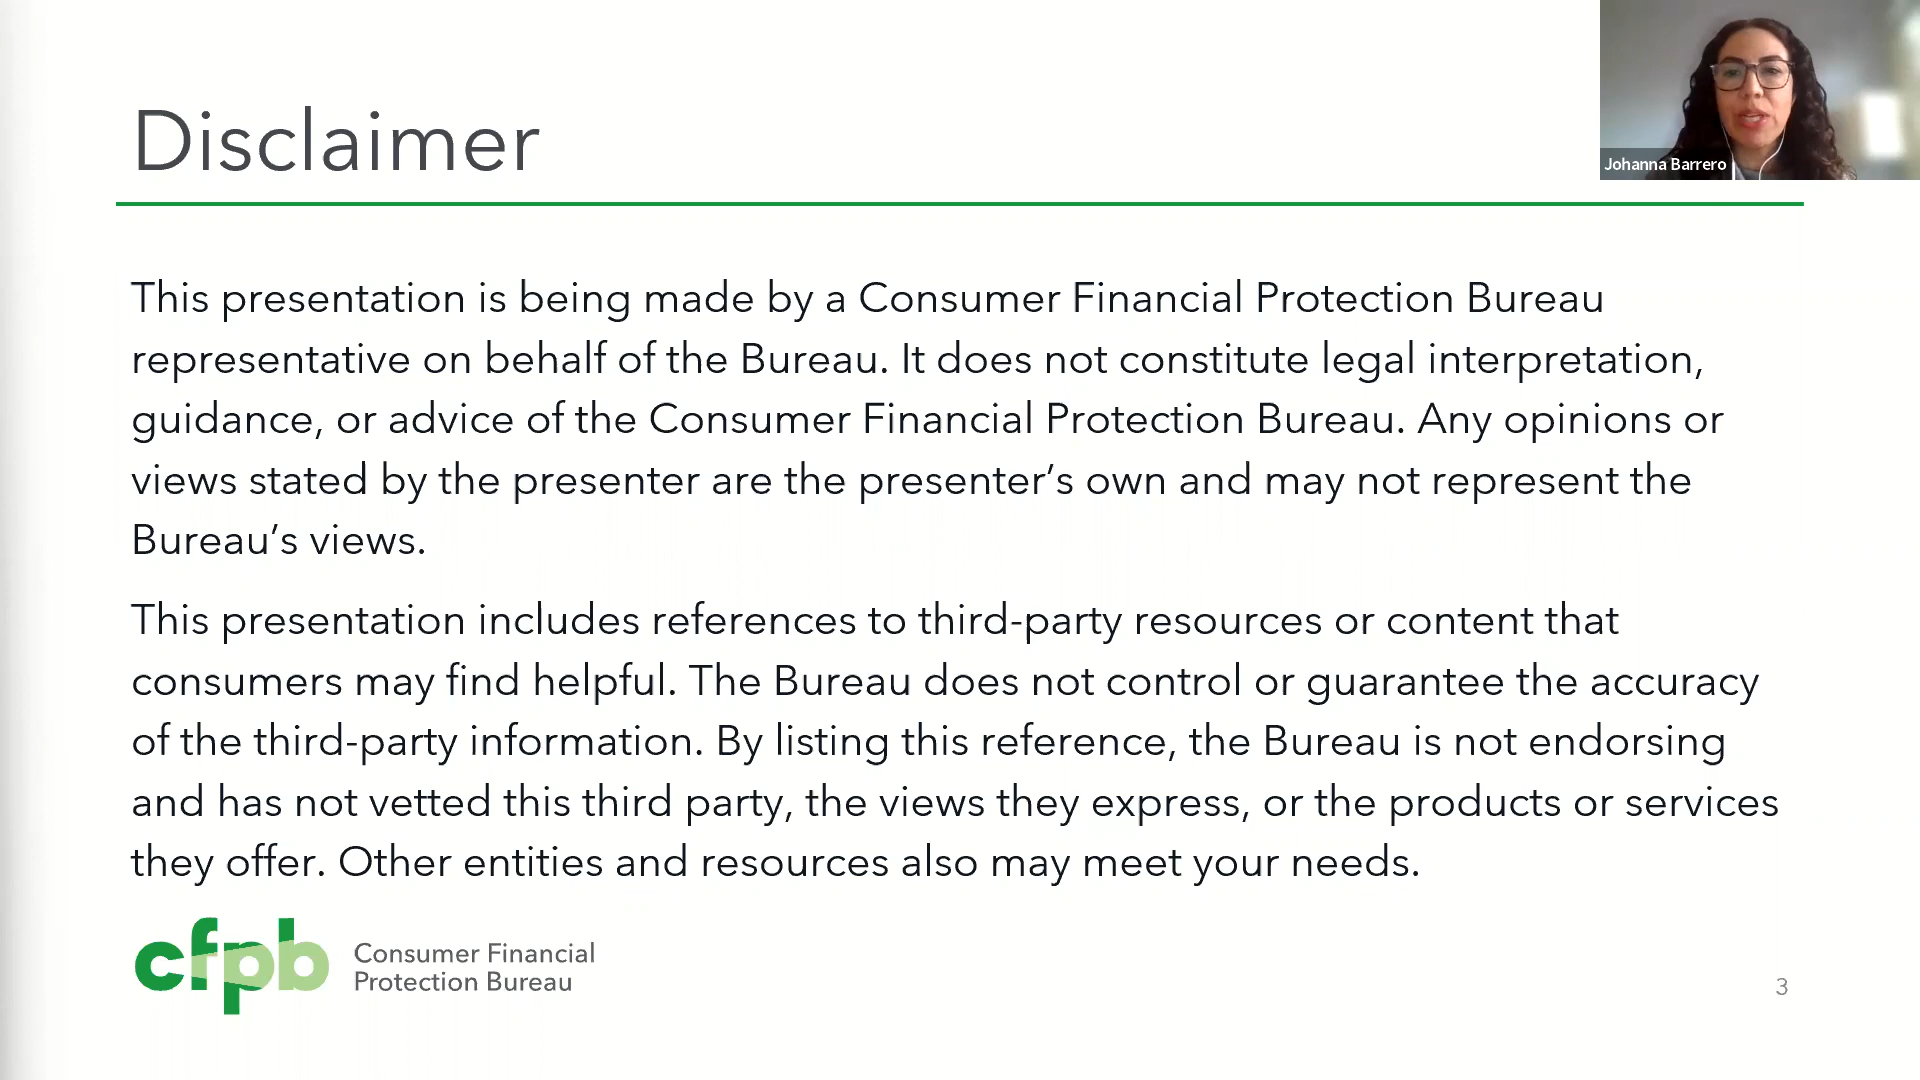 Disclaimer
Johanna Barrero
This presentation is being made by a Consumer Financial Protection Bureau
representative on behalf of the Bureau. It does not constitute legal interpretation,
guidance, or advice of the Consumer Financial Protection Bureau. Any opinions or
views stated by the presenter are the presenter’s own and may not represent the
Bureau’s views.
This presentation includes references to third-party resources or content that
consumers may find helpful. The Bureau does not control or guarantee the accuracy
of the third-party information. By listing this reference, the Bureau is not endorsing
and has not vetted this third party, the views they express, or the products or services
they offer. Other entities and resources also may meet your needs.
cfpb
Consumer Financial
Protection Bureau
3